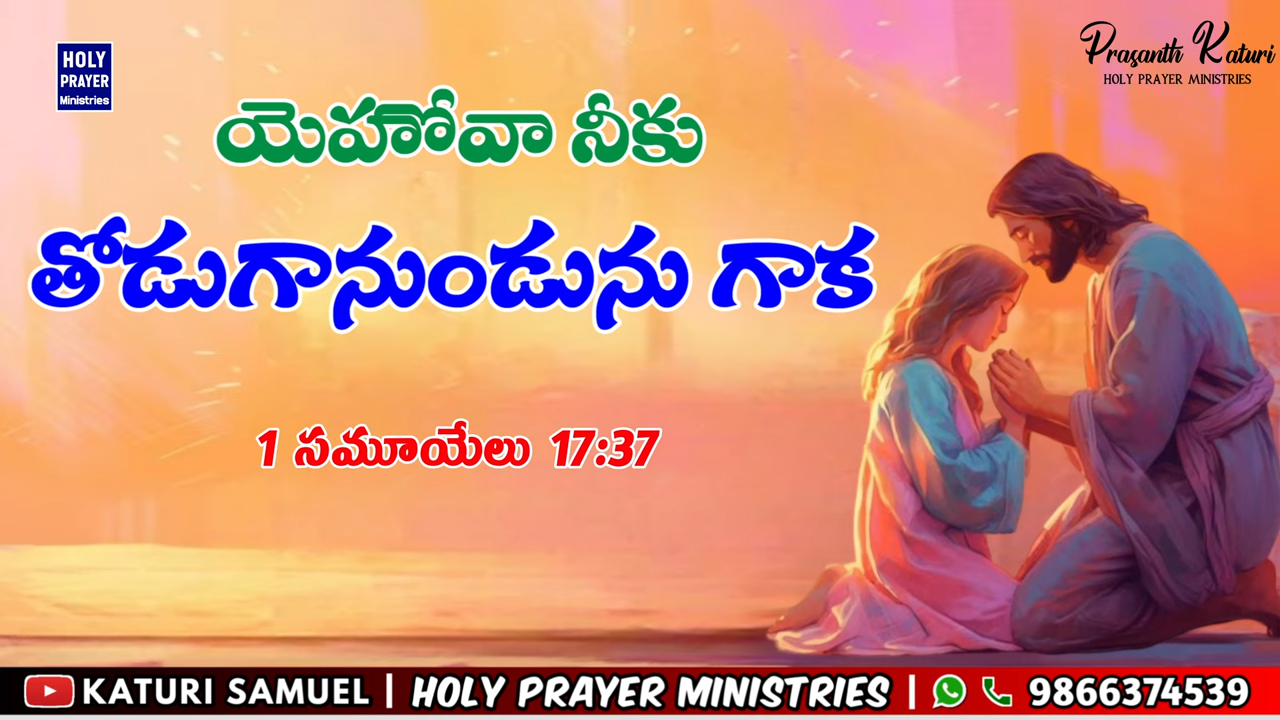 HOLY
PRAYER
Ministries
Prasanth Katuri
HOLY PRAYER MINISTRIES
యెహోవా నీకు
తోడుగానుండును గాక
1 సమూయేలు 17:37
KATURI SAMUEL | HOLY PRAYER MINISTRIES | 9866374539